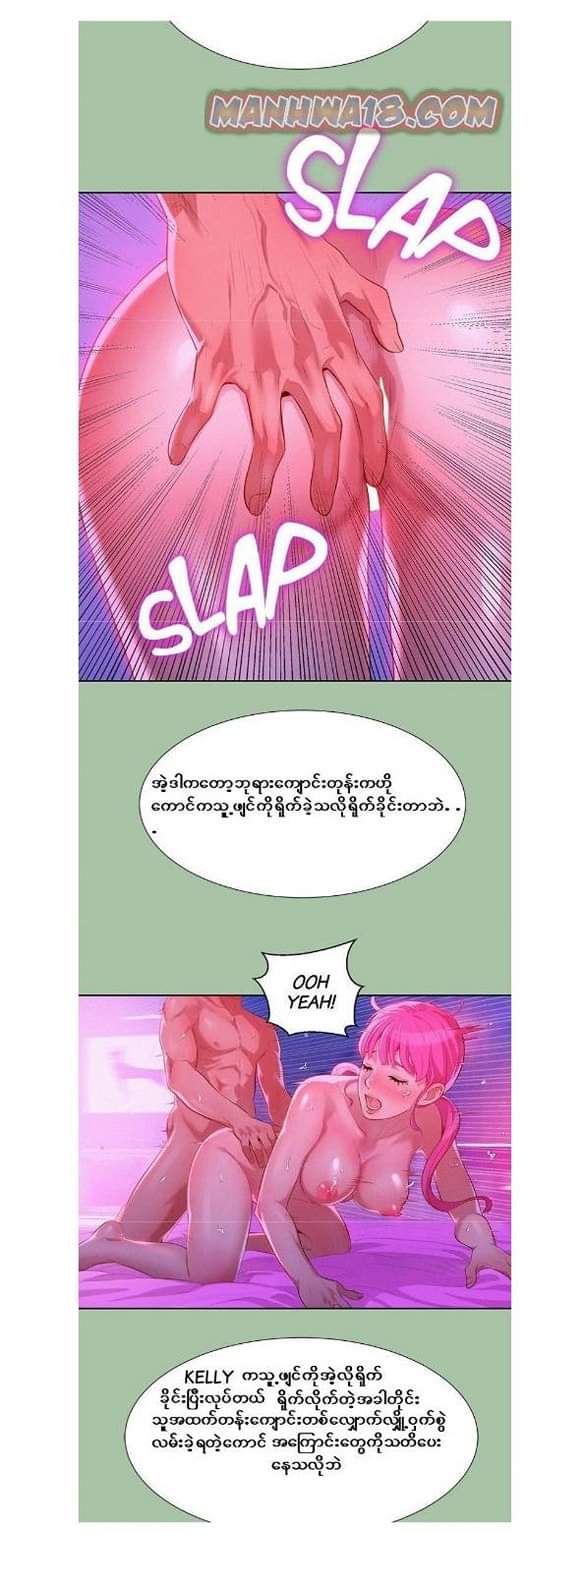 MANHWA18.COM
SLAP
SLAP
အဲ့ဒါကတော့ဘုရားကျောင်းတုန်းကဟို
ကောင်ကသူ့ဖျင်ကိုရိုက်ခဲ့သလိုရိုက်ခိုင်းတာဘဲ. .
.
OOH
YEAH!
KELLY ကသူ့ဖျင်ကိုအဲ့လိုရိုက်
ခိုင်းပြီးလုပ်တယ် ရိုက်လိုက်တဲ့အခါတိုင်း
သူအထက်တန်းကျောင်းတစ်လျှောက်လျှို့ဝှက်စွဲ
လမ်းခဲ့ရတဲ့ကောင် အကြောင်းတွေကိုသတိပေး
နေသလိုဘဲ